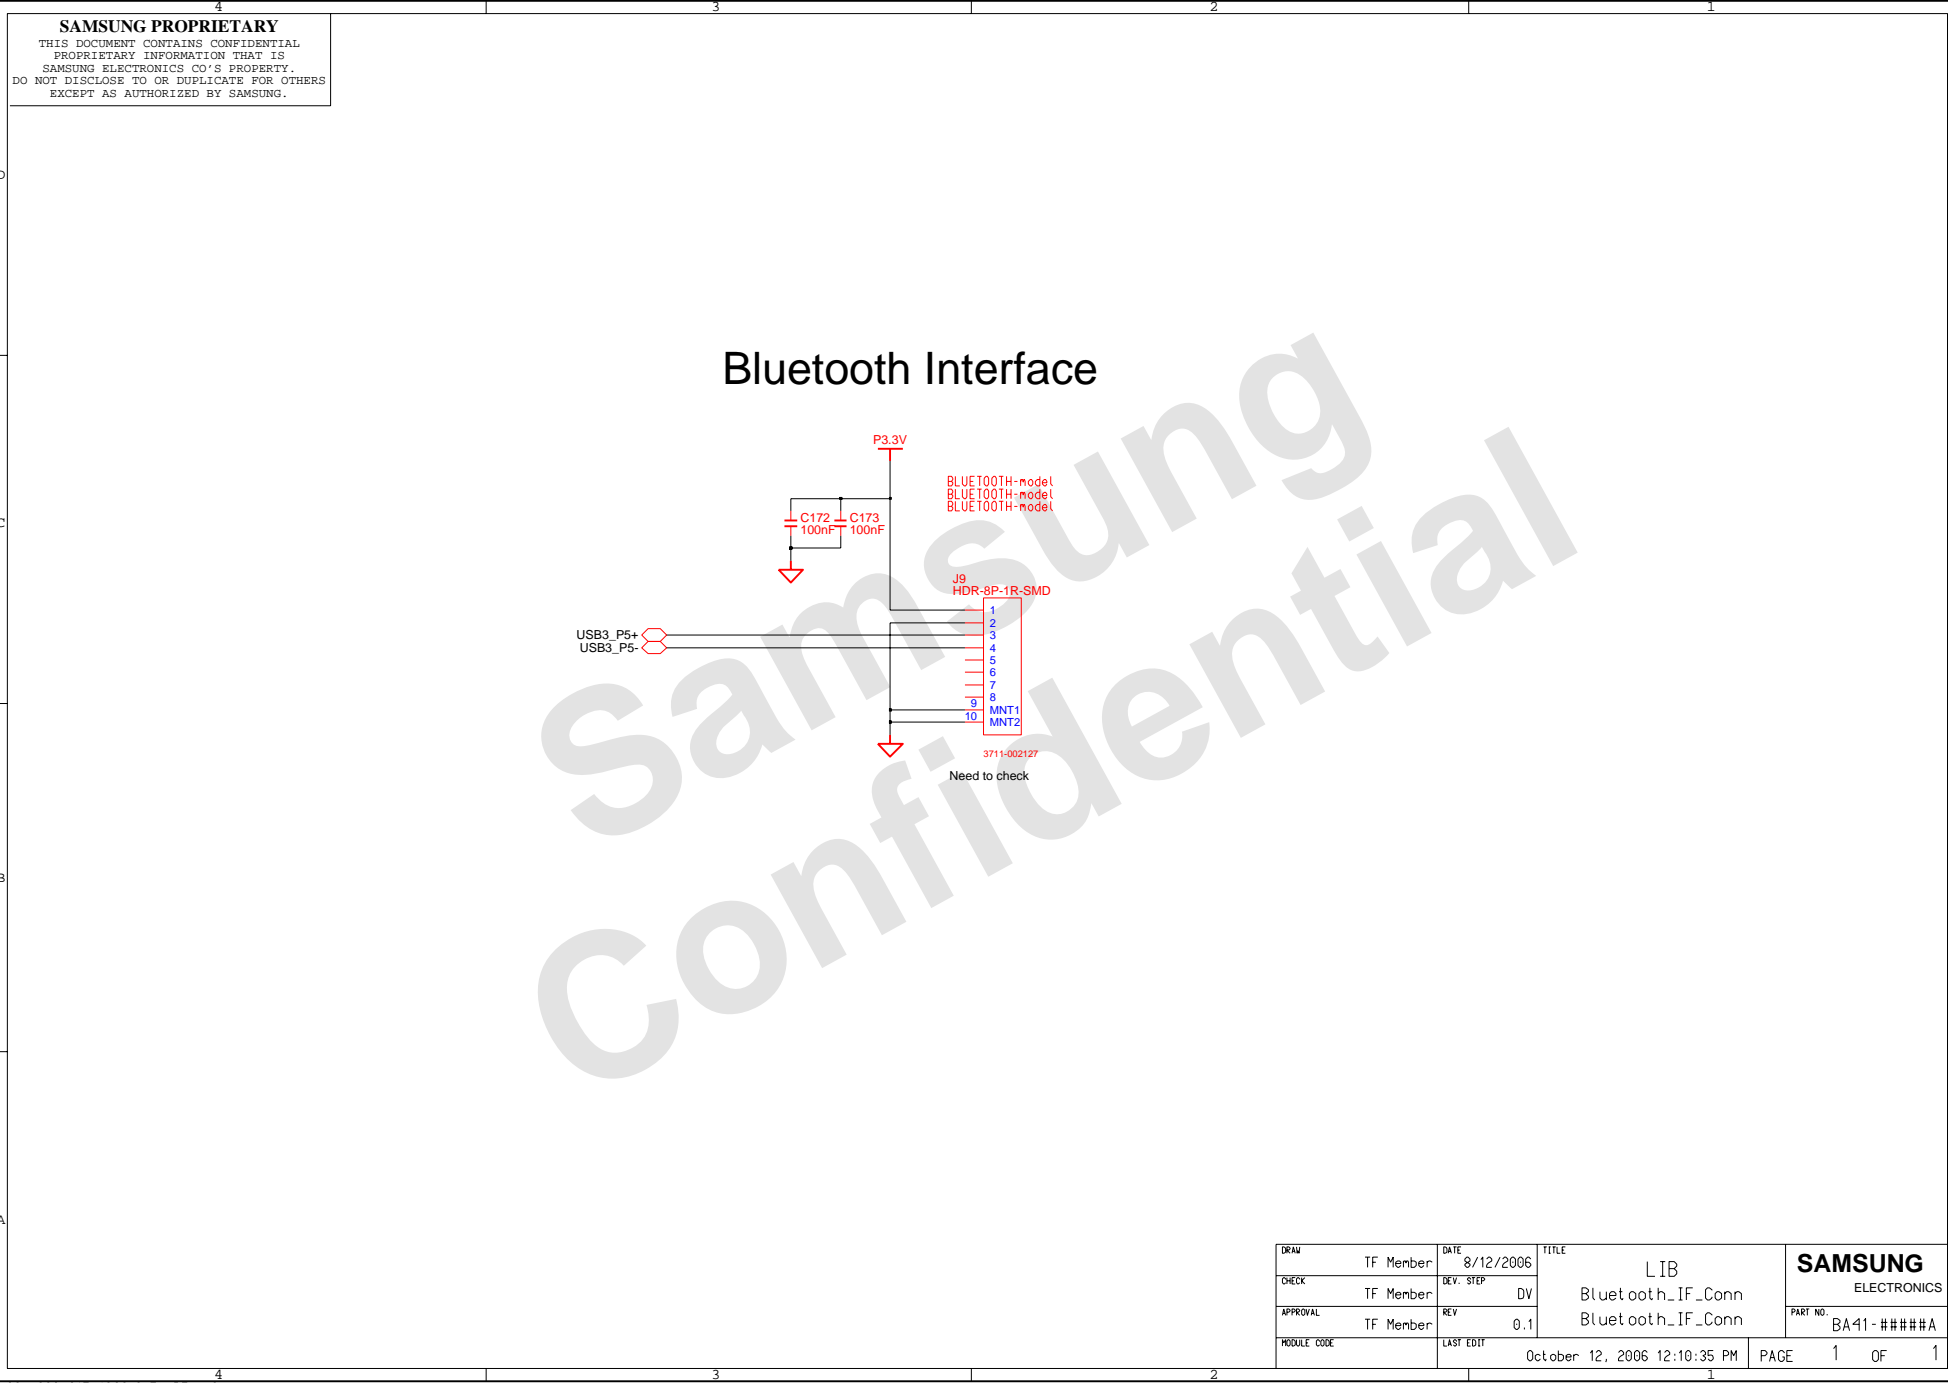 4 3 2 1
SAMSUNG PROPRIETARY
THIS DOCUMENT CONTAINS CONFIDENTIAL
PROPRIETARY INFORMATION THAT IS
SAMSUNG ELECTRONICS CO'S PROPERTY.
DO NOT DISCLOSE TO OR DUPLICATE FOR OTHERS
EXCEPT AS AUTHORIZED BY SAMSUNG.
D
C
B
A
Samsung
Confidential
Bluetooth Interface
P3.3V
BLUETOOTH-model
BLUETOOTH-model
BLUETOOTH-model
C172
100nF
C173
100nF
J9
HDR-8P-1R-SMD
USB3_P5+
USB3_P5-
1
2
3
4
5
6
7
8
9 MNT1
10 MNT2
3711-002127
Need to check
DRAW TF Member
DATE 8/12/2006
TITLE
LIB
Bluetooth_IF_Conn
Bluetooth_IF_Conn
SAMSUNG
ELECTRONICS
CHECK TF Member
DEV. STEP DV
APPROVAL TF Member
REV 0.1
PART NO. BA41-#####A
MODULE CODE
LAST EDIT October 12, 2006 12:10:35 PM
PAGE 1 OF 1
4 3 2 1